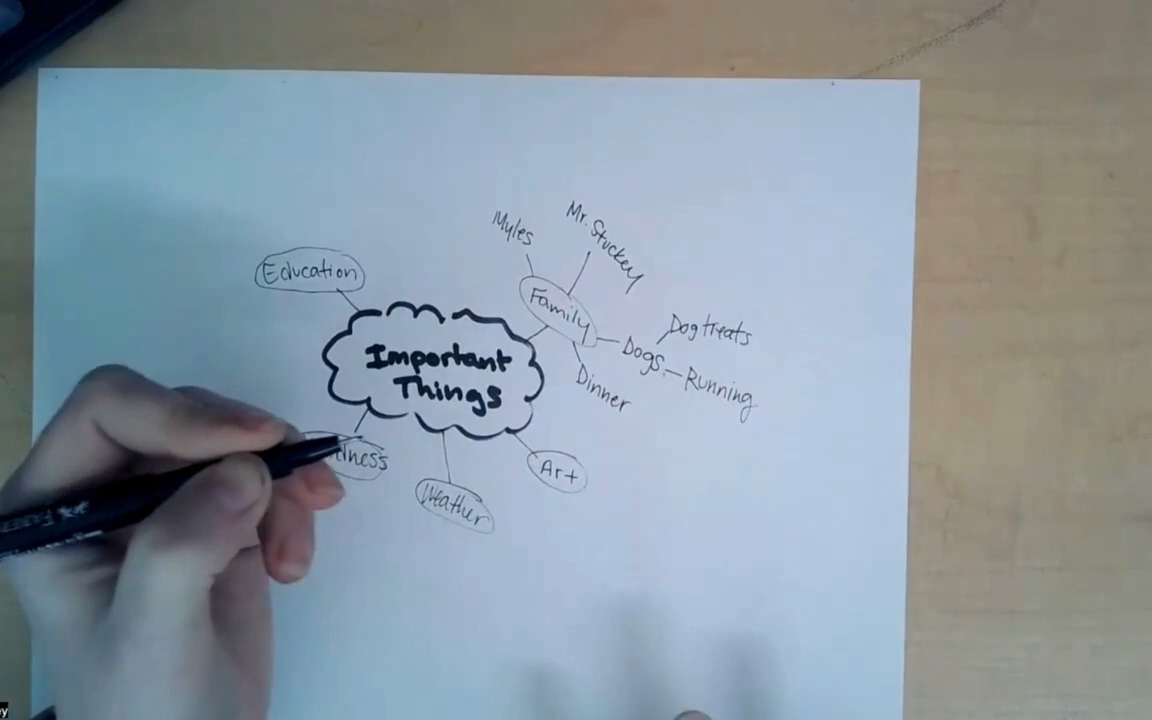 Myles
Mr. Stuckey
Education
Family
Dog treats
Dogs
Running
Important
Things
Dinner
Art
Weather